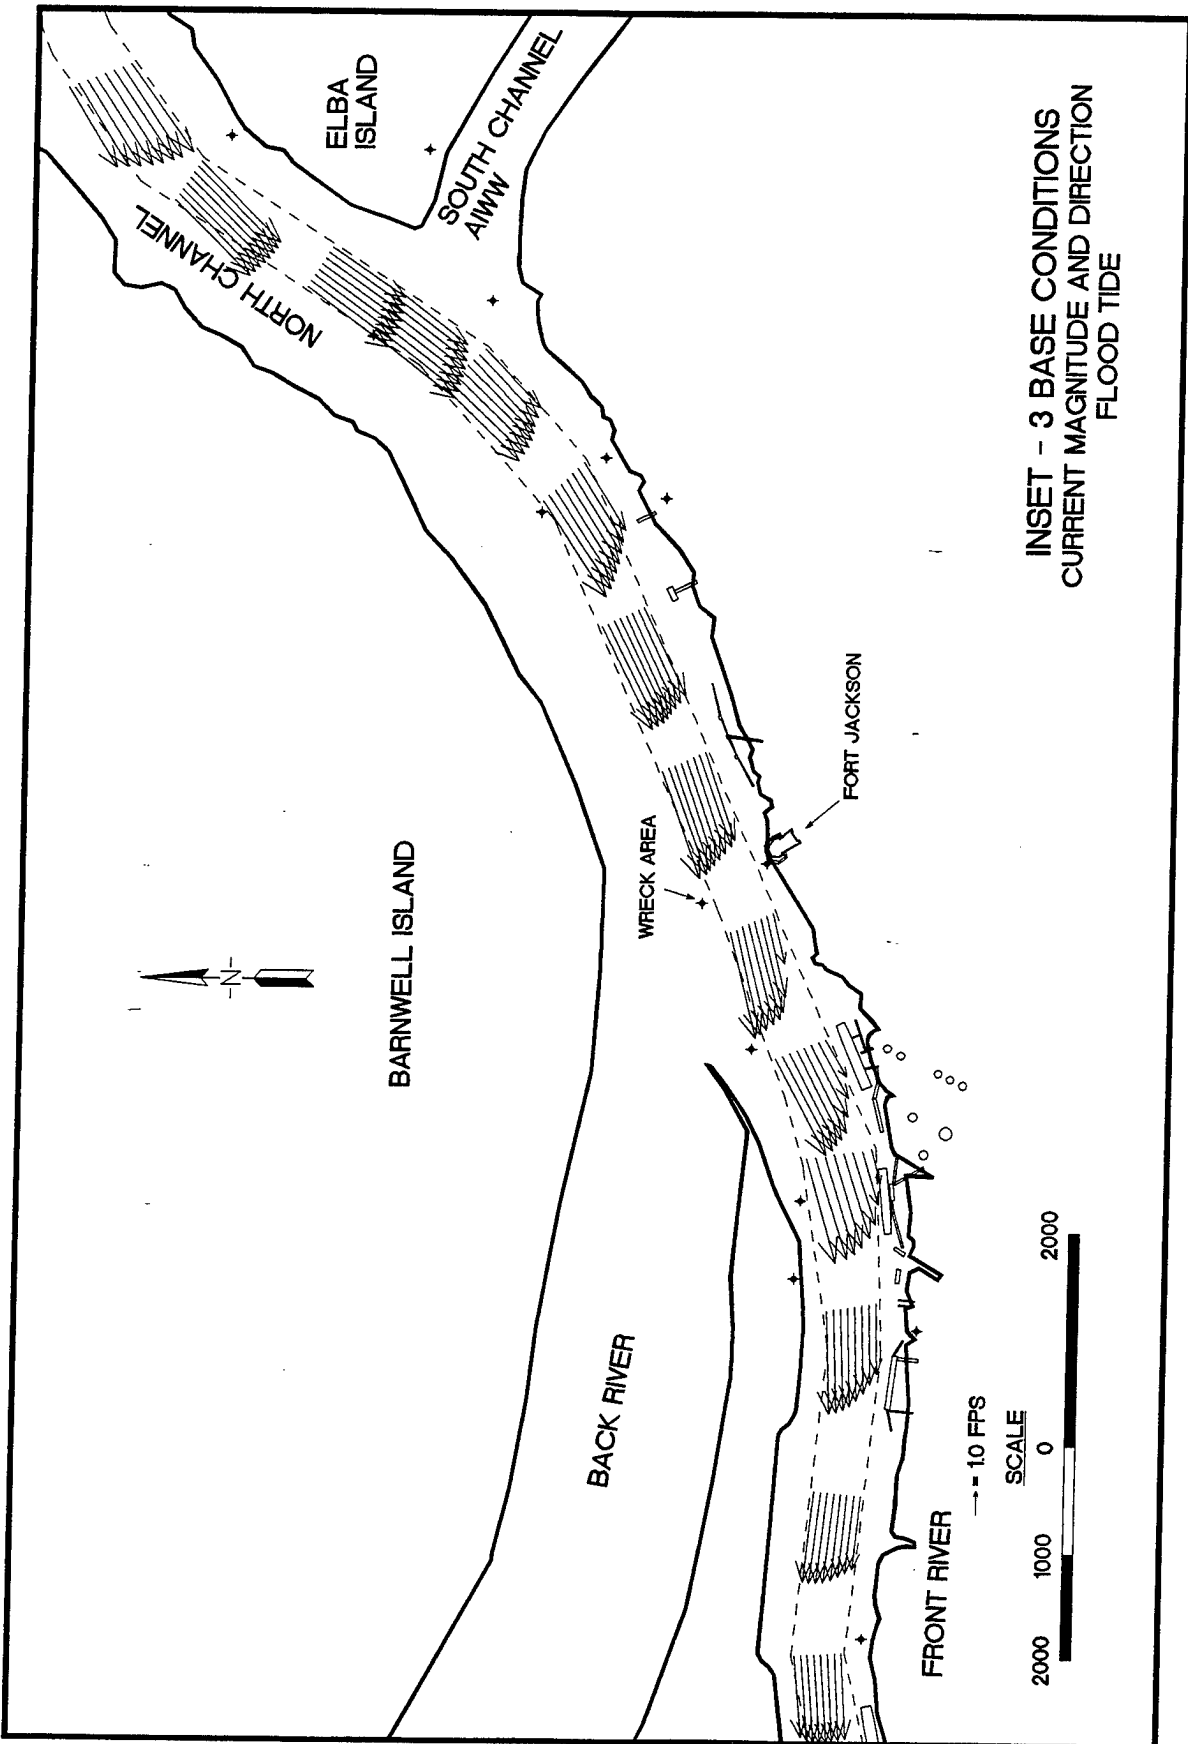 ELBA
ISLAND
SOUTH CHANNEL
AIWW
NORTH CHANNEL
INSET - 3 BASE CONDITIONS
CURRENT MAGNITUDE AND DIRECTION
FLOOD TIDE
FORT JACKSON
WRECK AREA
BARNWELL ISLAND
-N-
BACK RIVER
FRONT RIVER
= 1.0 FPS
SCALE
2000 1000 0 2000